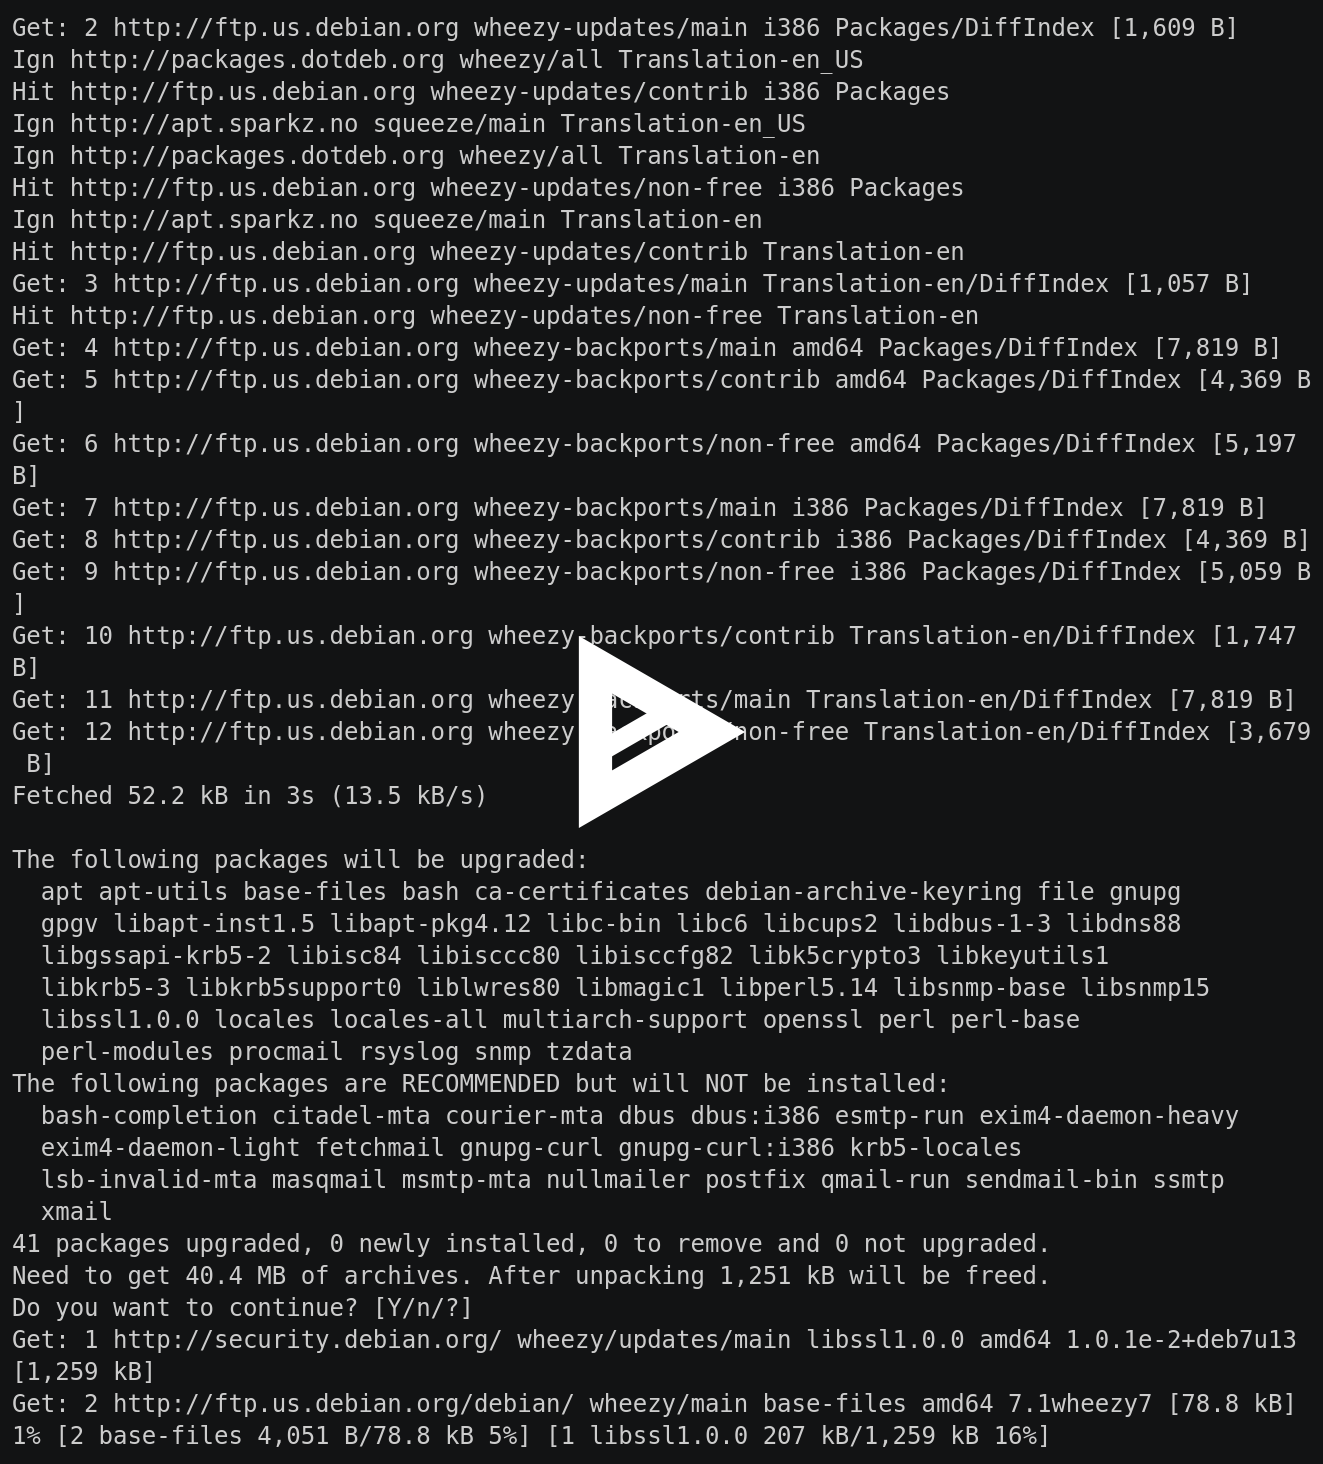 Get: 2 http://ftp.us.debian.org wheezy-updates/main i386 Packages/DiffIndex [1,609 B]
Ign http://packages.dotdeb.org wheezy/all Translation-en_US
Hit http://ftp.us.debian.org wheezy-updates/contrib i386 Packages
Ign http://apt.sparkz.no squeeze/main Translation-en_US
Ign http://packages.dotdeb.org wheezy/all Translation-en
Hit http://ftp.us.debian.org wheezy-updates/non-free i386 Packages
Ign http://apt.sparkz.no squeeze/main Translation-en
Hit http://ftp.us.debian.org wheezy-updates/contrib Translation-en
Get: 3 http://ftp.us.debian.org wheezy-updates/main Translation-en/DiffIndex [1,057 B]
Hit http://ftp.us.debian.org wheezy-updates/non-free Translation-en
Get: 4 http://ftp.us.debian.org wheezy-backports/main amd64 Packages/DiffIndex [7,819 B]
Get: 5 http://ftp.us.debian.org wheezy-backports/contrib amd64 Packages/DiffIndex [4,369 B
]
Get: 6 http://ftp.us.debian.org wheezy-backports/non-free amd64 Packages/DiffIndex [5,197
B]
Get: 7 http://ftp.us.debian.org wheezy-backports/main i386 Packages/DiffIndex [7,819 B]
Get: 8 http://ftp.us.debian.org wheezy-backports/contrib i386 Packages/DiffIndex [4,369 B]
Get: 9 http://ftp.us.debian.org wheezy-backports/non-free i386 Packages/DiffIndex [5,059 B
]
Get: 10 http://ftp.us.debian.org wheezy-backports/contrib Translation-en/DiffIndex [1,747
B]
Get: 11 http://ftp.us.debian.org wheezy-backports/main Translation-en/DiffIndex [7,819 B]
Get: 12 http://ftp.us.debian.org wheezy-backports/non-free Translation-en/DiffIndex [3,679
 B]
Fetched 52.2 kB in 3s (13.5 kB/s)
The following packages will be upgraded:
  apt apt-utils base-files bash ca-certificates debian-archive-keyring file gnupg
  gpgv libapt-inst1.5 libapt-pkg4.12 libc-bin libc6 libcups2 libdbus-1-3 libdns88
  libgssapi-krb5-2 libisc84 libisccc80 libisccfg82 libk5crypto3 libkeyutils1
  libkrb5-3 libkrb5support0 liblwres80 libmagic1 libperl5.14 libsnmp-base libsnmp15
  libssl1.0.0 locales locales-all multiarch-support openssl perl perl-base
  perl-modules procmail rsyslog snmp tzdata
The following packages are RECOMMENDED but will NOT be installed:
  bash-completion citadel-mta courier-mta dbus dbus:i386 esmtp-run exim4-daemon-heavy
  exim4-daemon-light fetchmail gnupg-curl gnupg-curl:i386 krb5-locales
  lsb-invalid-mta masqmail msmtp-mta nullmailer postfix qmail-run sendmail-bin ssmtp
  xmail
41 packages upgraded, 0 newly installed, 0 to remove and 0 not upgraded.
Need to get 40.4 MB of archives. After unpacking 1,251 kB will be freed.
Do you want to continue? [Y/n/?]
Get: 1 http://security.debian.org/ wheezy/updates/main libssl1.0.0 amd64 1.0.1e-2+deb7u13
[1,259 kB]
Get: 2 http://ftp.us.debian.org/debian/ wheezy/main base-files amd64 7.1wheezy7 [78.8 kB]
1% [2 base-files 4,051 B/78.8 kB 5%] [1 libssl1.0.0 207 kB/1,259 kB 16%]